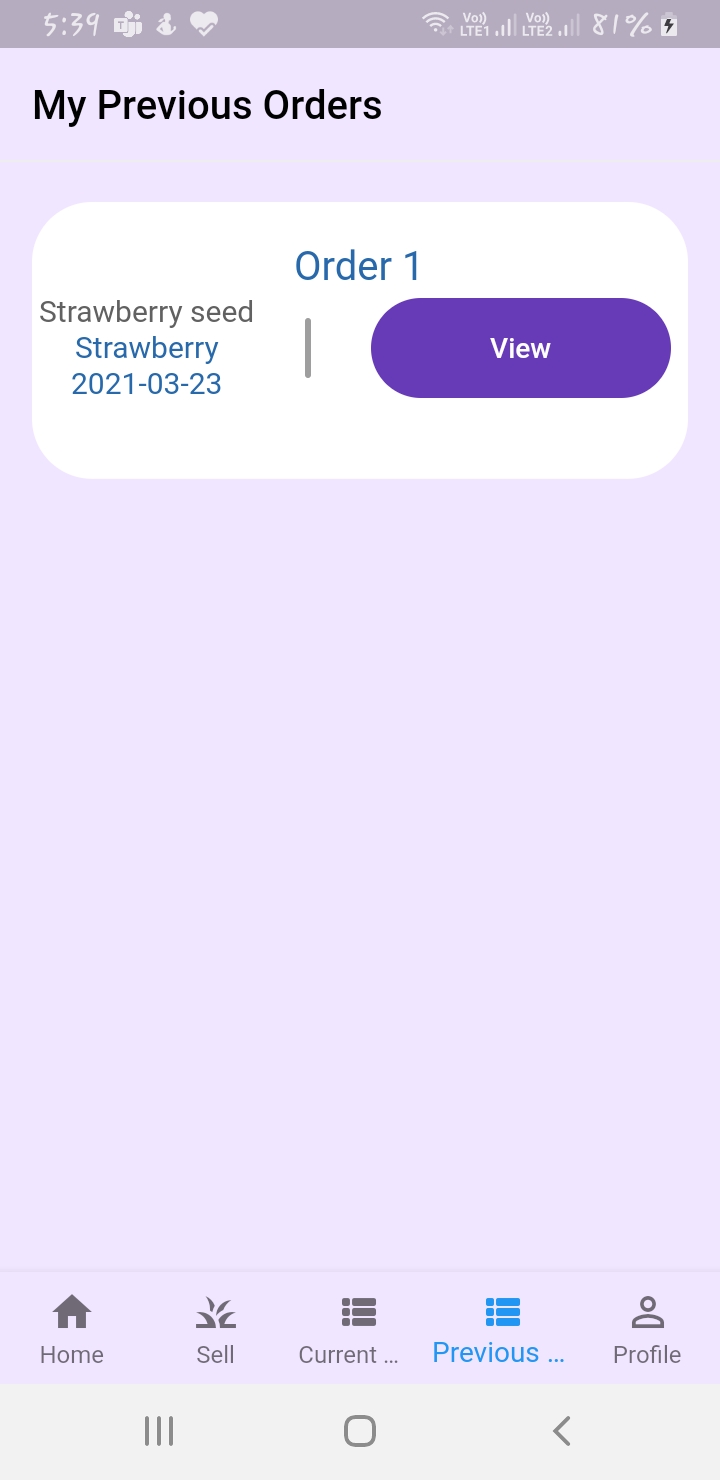 5:39 T Vo)) LTE1 Vo)) LTE2 81%
My Previous Orders
Order 1
Strawberry seed
Strawberry
2021-03-23
View
Home Sell Current ... Previous ... Profile